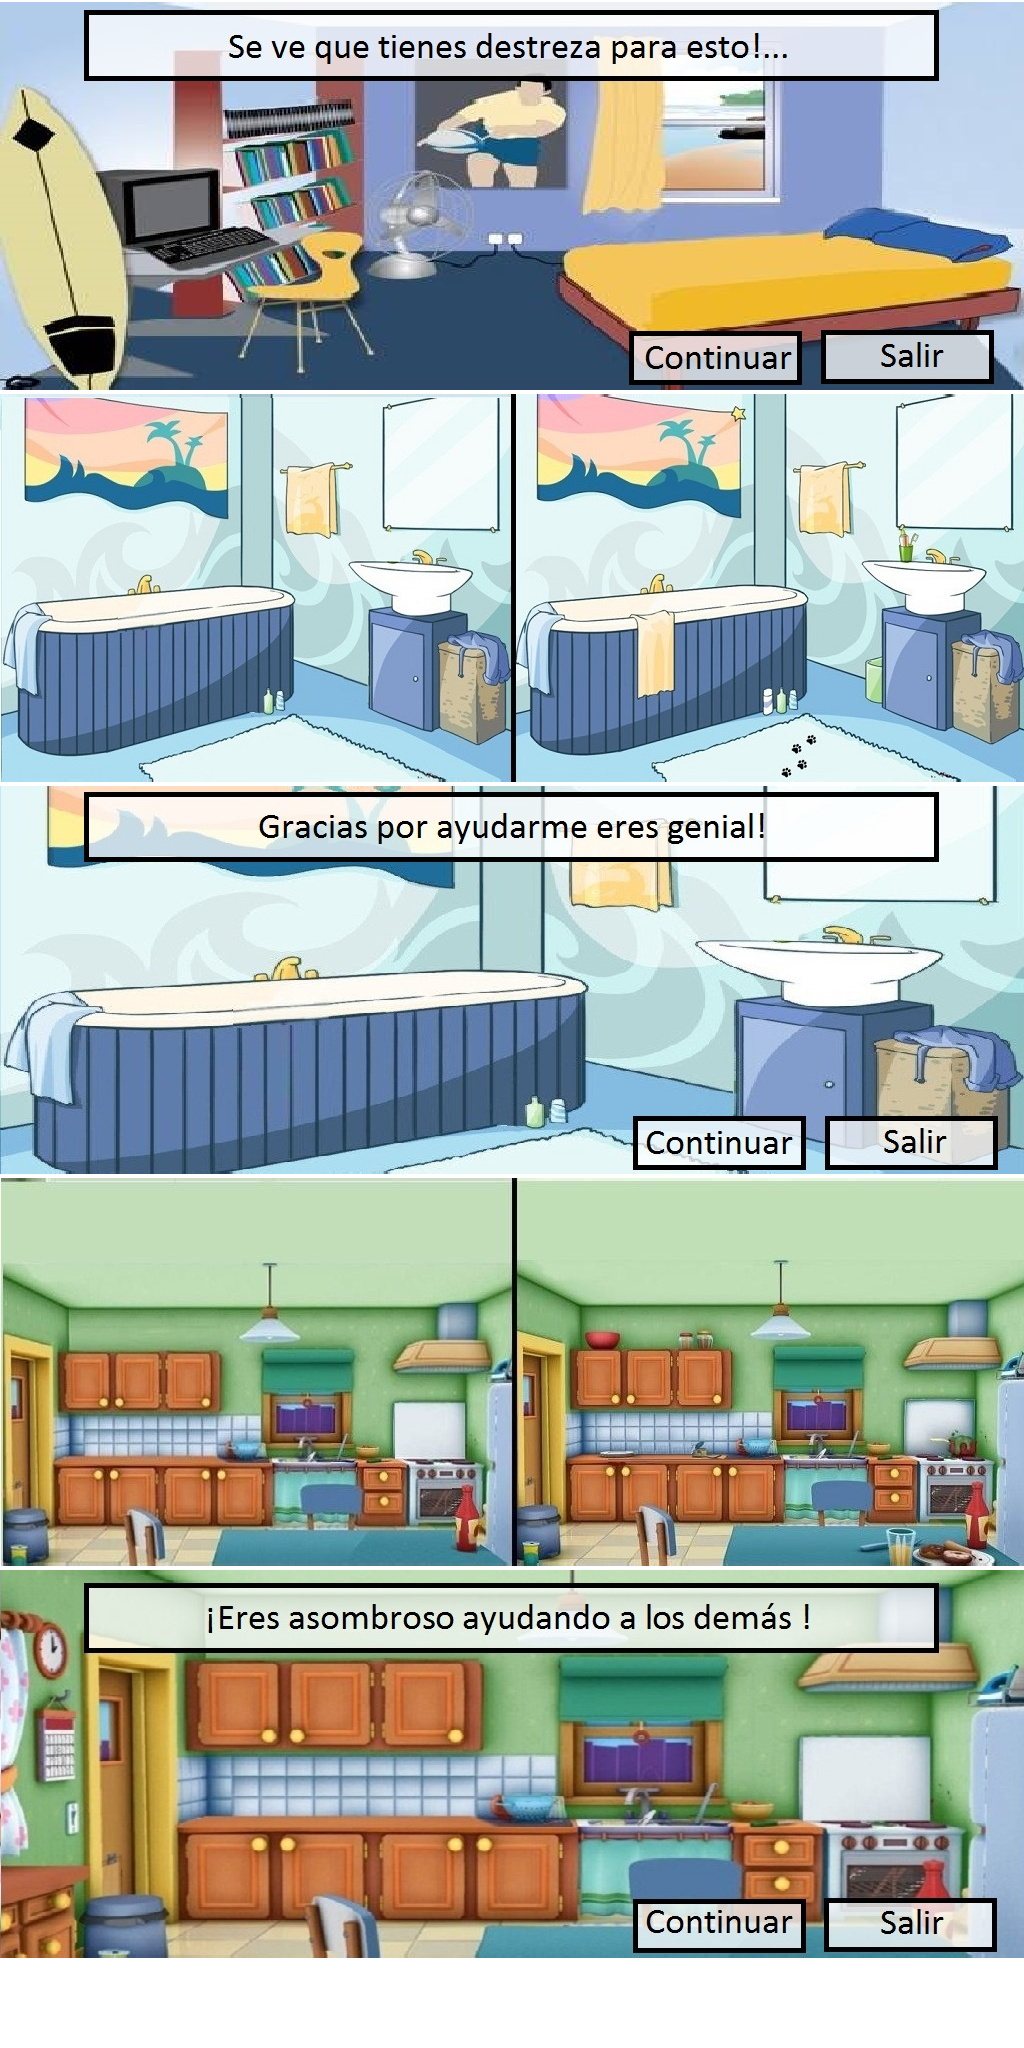 Se ve que tienes destreza para esto!...
Continuar
Salir
Gracias por ayudarme eres genial!
Continuar
Salir
¡Eres asombroso ayudando a los demás !
Continuar
Salir